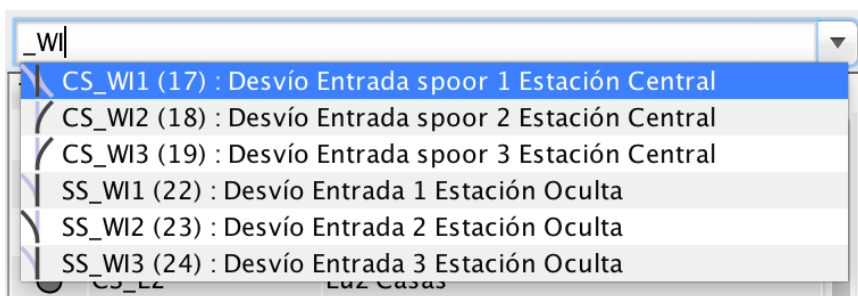 _WI
CS_WI1 (17) : Desvío Entrada spoor 1 Estación Central
CS_WI2 (18) : Desvío Entrada spoor 2 Estación Central
CS_WI3 (19) : Desvío Entrada spoor 3 Estación Central
SS_WI1 (22) : Desvío Entrada 1 Estación Oculta
SS_WI2 (23) : Desvío Entrada 2 Estación Oculta
SS_WI3 (24) : Desvío Entrada 3 Estación Oculta
CS_L2 Luz Casas